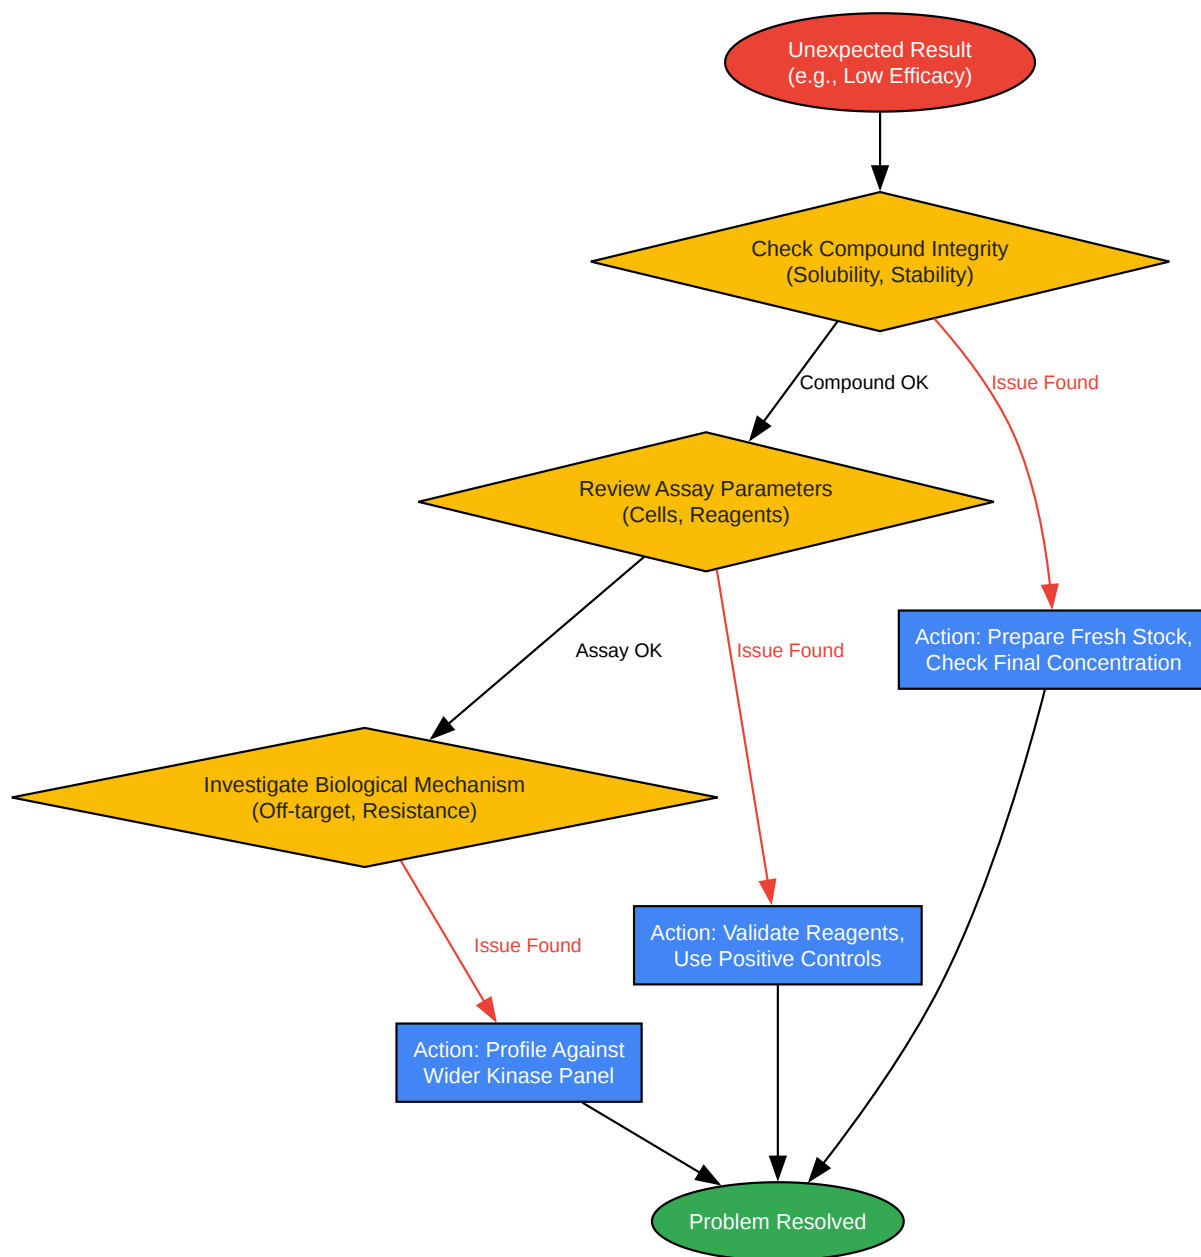 Unexpected Result
(e.g., Low Efficacy)
Check Compound Integrity
(Solubility, Stability)
Compound OK
Issue Found
Review Assay Parameters
(Cells, Reagents)
Action: Prepare Fresh Stock,
Check Final Concentration
Assay OK
Issue Found
Investigate Biological Mechanism
(Off-target, Resistance)
Issue Found
Action: Validate Reagents,
Use Positive Controls
Action: Profile Against
Wider Kinase Panel
Problem Resolved